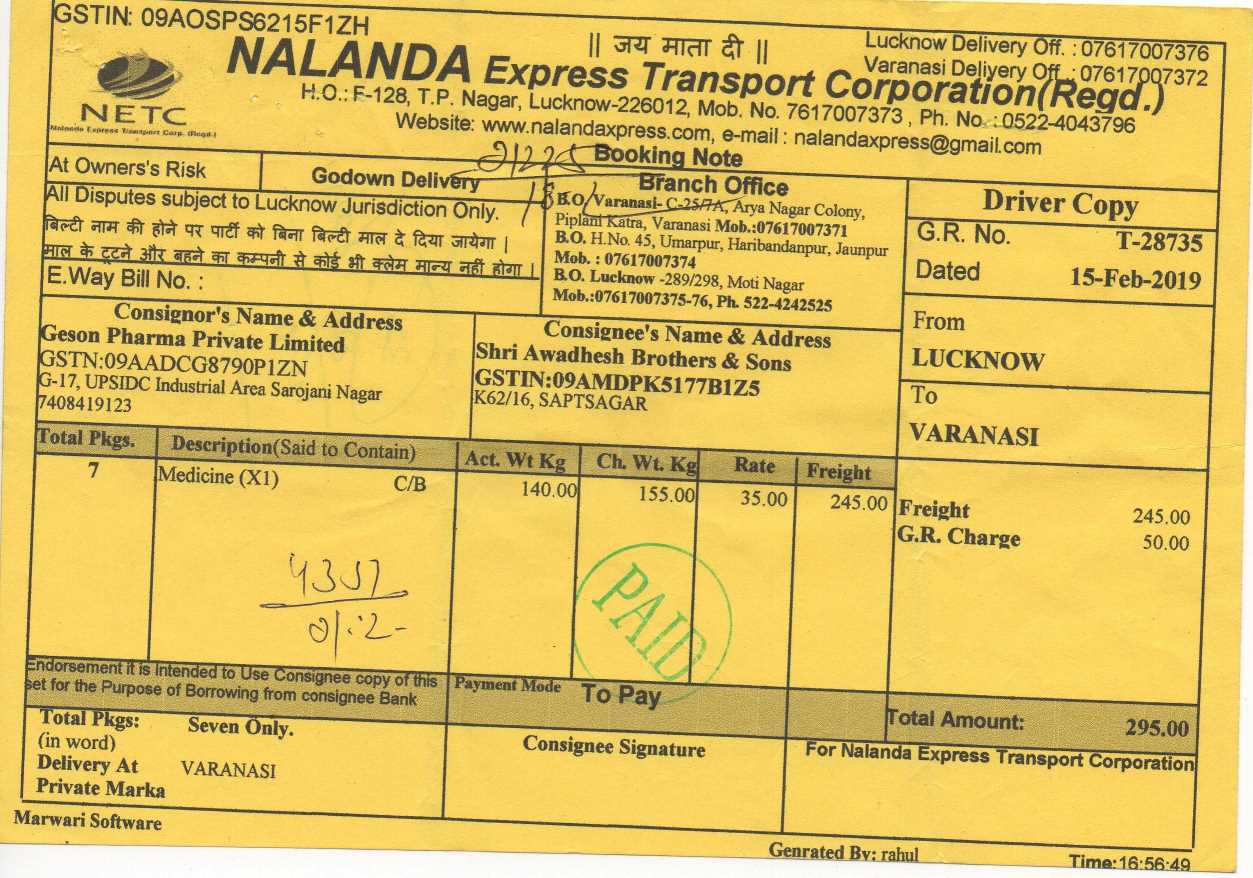 GSTIN: 09AOSPS6215F1ZH
|| जय माता दी ||
Lucknow Delivery Off. : 07617007376
Varanasi Deliyery Off. : 07617007372
NETC
Nalanda Express Transport Corp. (Regd.)
NALANDA Express Transport Corporation(Regd.)
H.O.: F-128, T.P. Nagar, Lucknow-226012, Mob. No. 7617007373 , Ph. No. : 0522-4043796
Website: www.nalandaxpress.com, e-mail : nalandaxpress@gmail.com
Booking Note
At Owners's Risk
Godown Delivery
All Disputes subject to Lucknow Jurisdiction Only.
बिल्टी नाम की होने पर पार्टी को बिना बिल्टी माल दे दिया जायेगा |
माल के टूटने और बहने का कम्पनी से कोई भी क्लेम मान्य नहीं होगा |
E.Way Bill No. :
Branch Office
B.O. Varanasi- C-25/7A, Arya Nagar Colony,
Piplani Katra, Varanasi Mob.:07617007371
B.O. H.No. 45, Umarpur, Haribandanpur, Jaunpur
Mob. : 07617007374
B.O. Lucknow -289/298, Moti Nagar
Mob.:07617007375-76, Ph. 522-4242525
Driver Copy
G.R. No. T-28735
Dated 15-Feb-2019
From
LUCKNOW
To
VARANASI
Consignor's Name & Address
Geson Pharma Private Limited
GSTN:09AADCG8790P1ZN
G-17, UPSIDC Industrial Area Sarojani Nagar
7408419123
Consignee's Name & Address
Shri Awadhesh Brothers & Sons
GSTIN:09AMDPK5177B1Z5
K62/16, SAPTSAGAR
Total Pkgs. Description(Said to Contain) Act. Wt Kg Ch. Wt. Kg Rate Freight
7 Medicine (X1) C/B 140.00 155.00 35.00 245.00
Freight 245.00
G.R. Charge 50.00
PAID
Endorsement it is Intended to Use Consignee copy of this
set for the Purpose of Borrowing from consignee Bank
Payment Mode To Pay
Total Amount: 295.00
Total Pkgs: Seven Only.
(in word)
Delivery At VARANASI
Private Marka
Consignee Signature
For Nalanda Express Transport Corporation
Marwari Software
Genrated By: rahul
Time:16:56:49